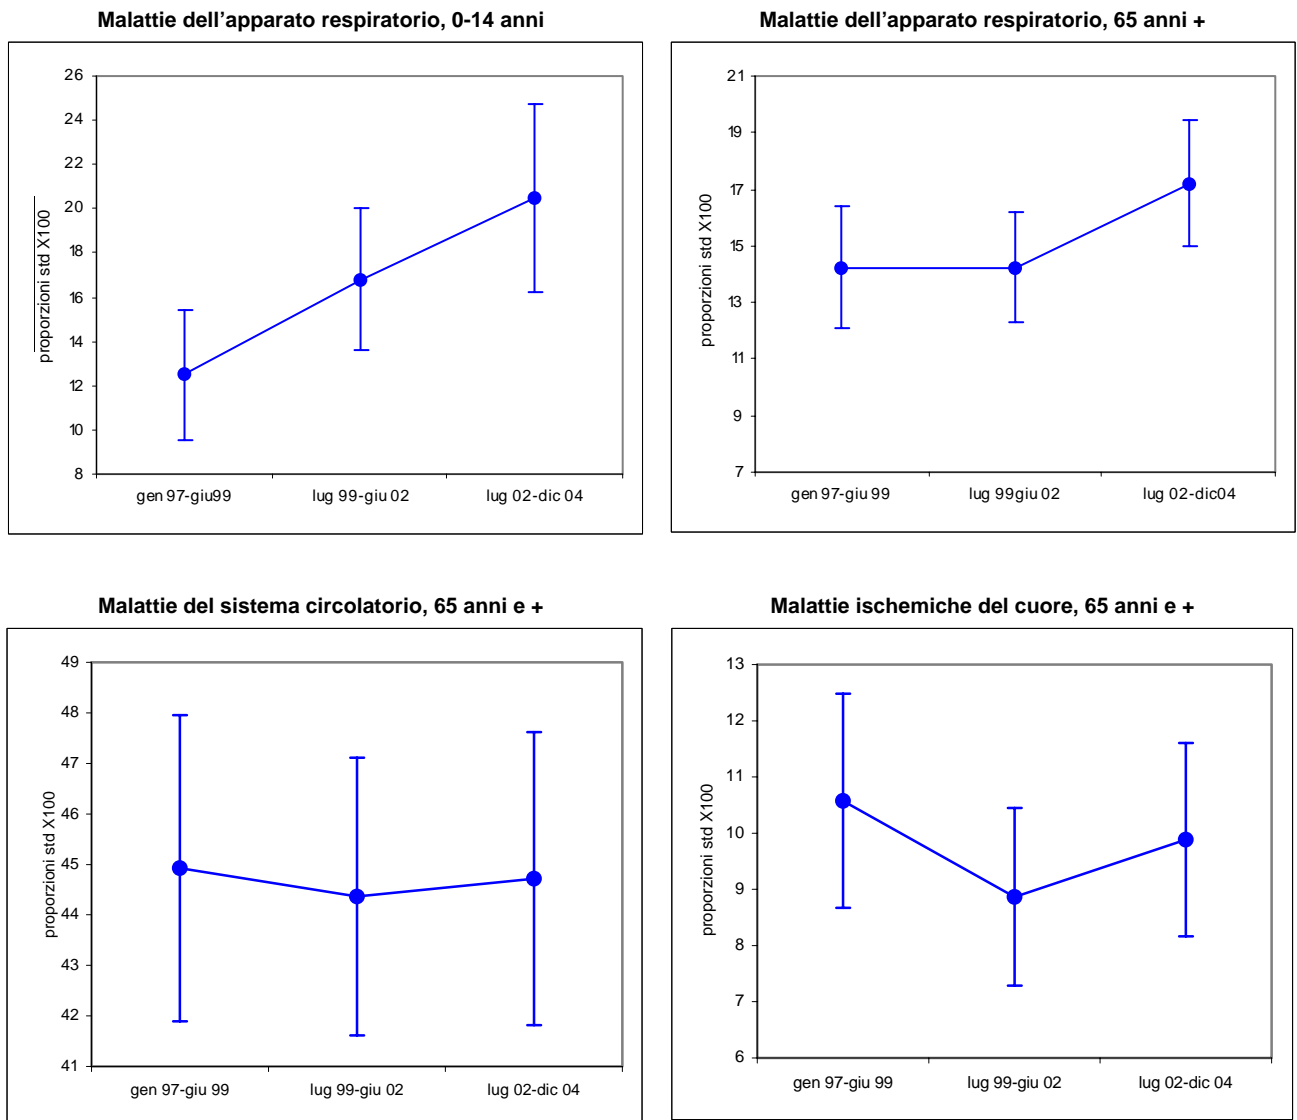 Malattie dell'apparato respiratorio, 0-14 anni
26
24
22
20
18
16
14
12
10
8
proporzioni std X100
gen 97-giu99
lug 99-giu 02
lug 02-dic 04
Malattie dell'apparato respiratorio, 65 anni +
21
19
17
15
13
11
9
7
proporzioni std X100
gen 97-giu 99
lug 99giu 02
lug 02-dic04
Malattie del sistema circolatorio, 65 anni e +
49
48
47
46
45
44
43
42
41
proporzioni std X100
gen 97-giu 99
lug 99-giu 02
lug 02-dic 04
Malattie ischemiche del cuore, 65 anni e +
13
12
11
10
9
8
7
6
proporzioni std X100
gen 97-giu 99
lug 99-giu 02
lug 02-dic 04